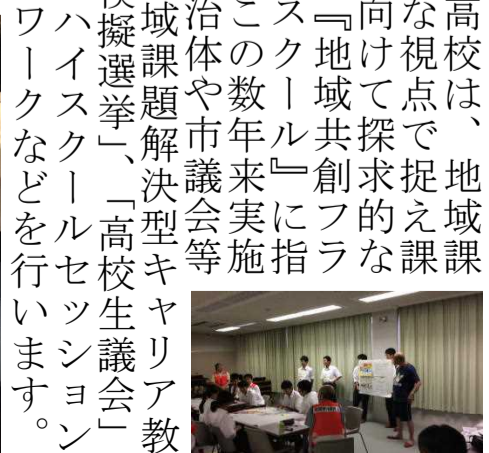 高校は、地域課
な視点で捉え課
向けて探求的な
『地域共創フラ
スクール』に指
この数年来実施
治体や市議会等
域課題解決型キャリア教
模擬選挙」、「高校生議会」
ハイスクールセッション
ワークなどを行います。